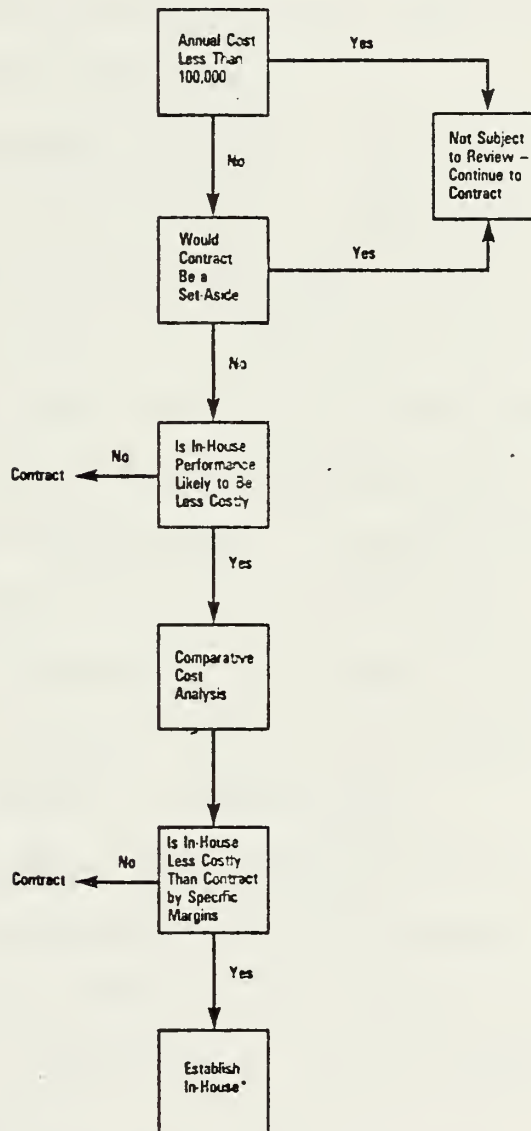 Annual Cost
Less Than
100,000
Yes
Not Subject
to Review –
Continue to
Contract
No
Would
Contract
Be a
Set-Aside
Yes
No
Is In-House
Performance
Likely to Be
Less Costly
No
Contract
Yes
Comparative
Cost
Analysis
Is In-House
Less Costly
Than Contract
by Specific
Margins
No
Contract
Yes
Establish
In-House*